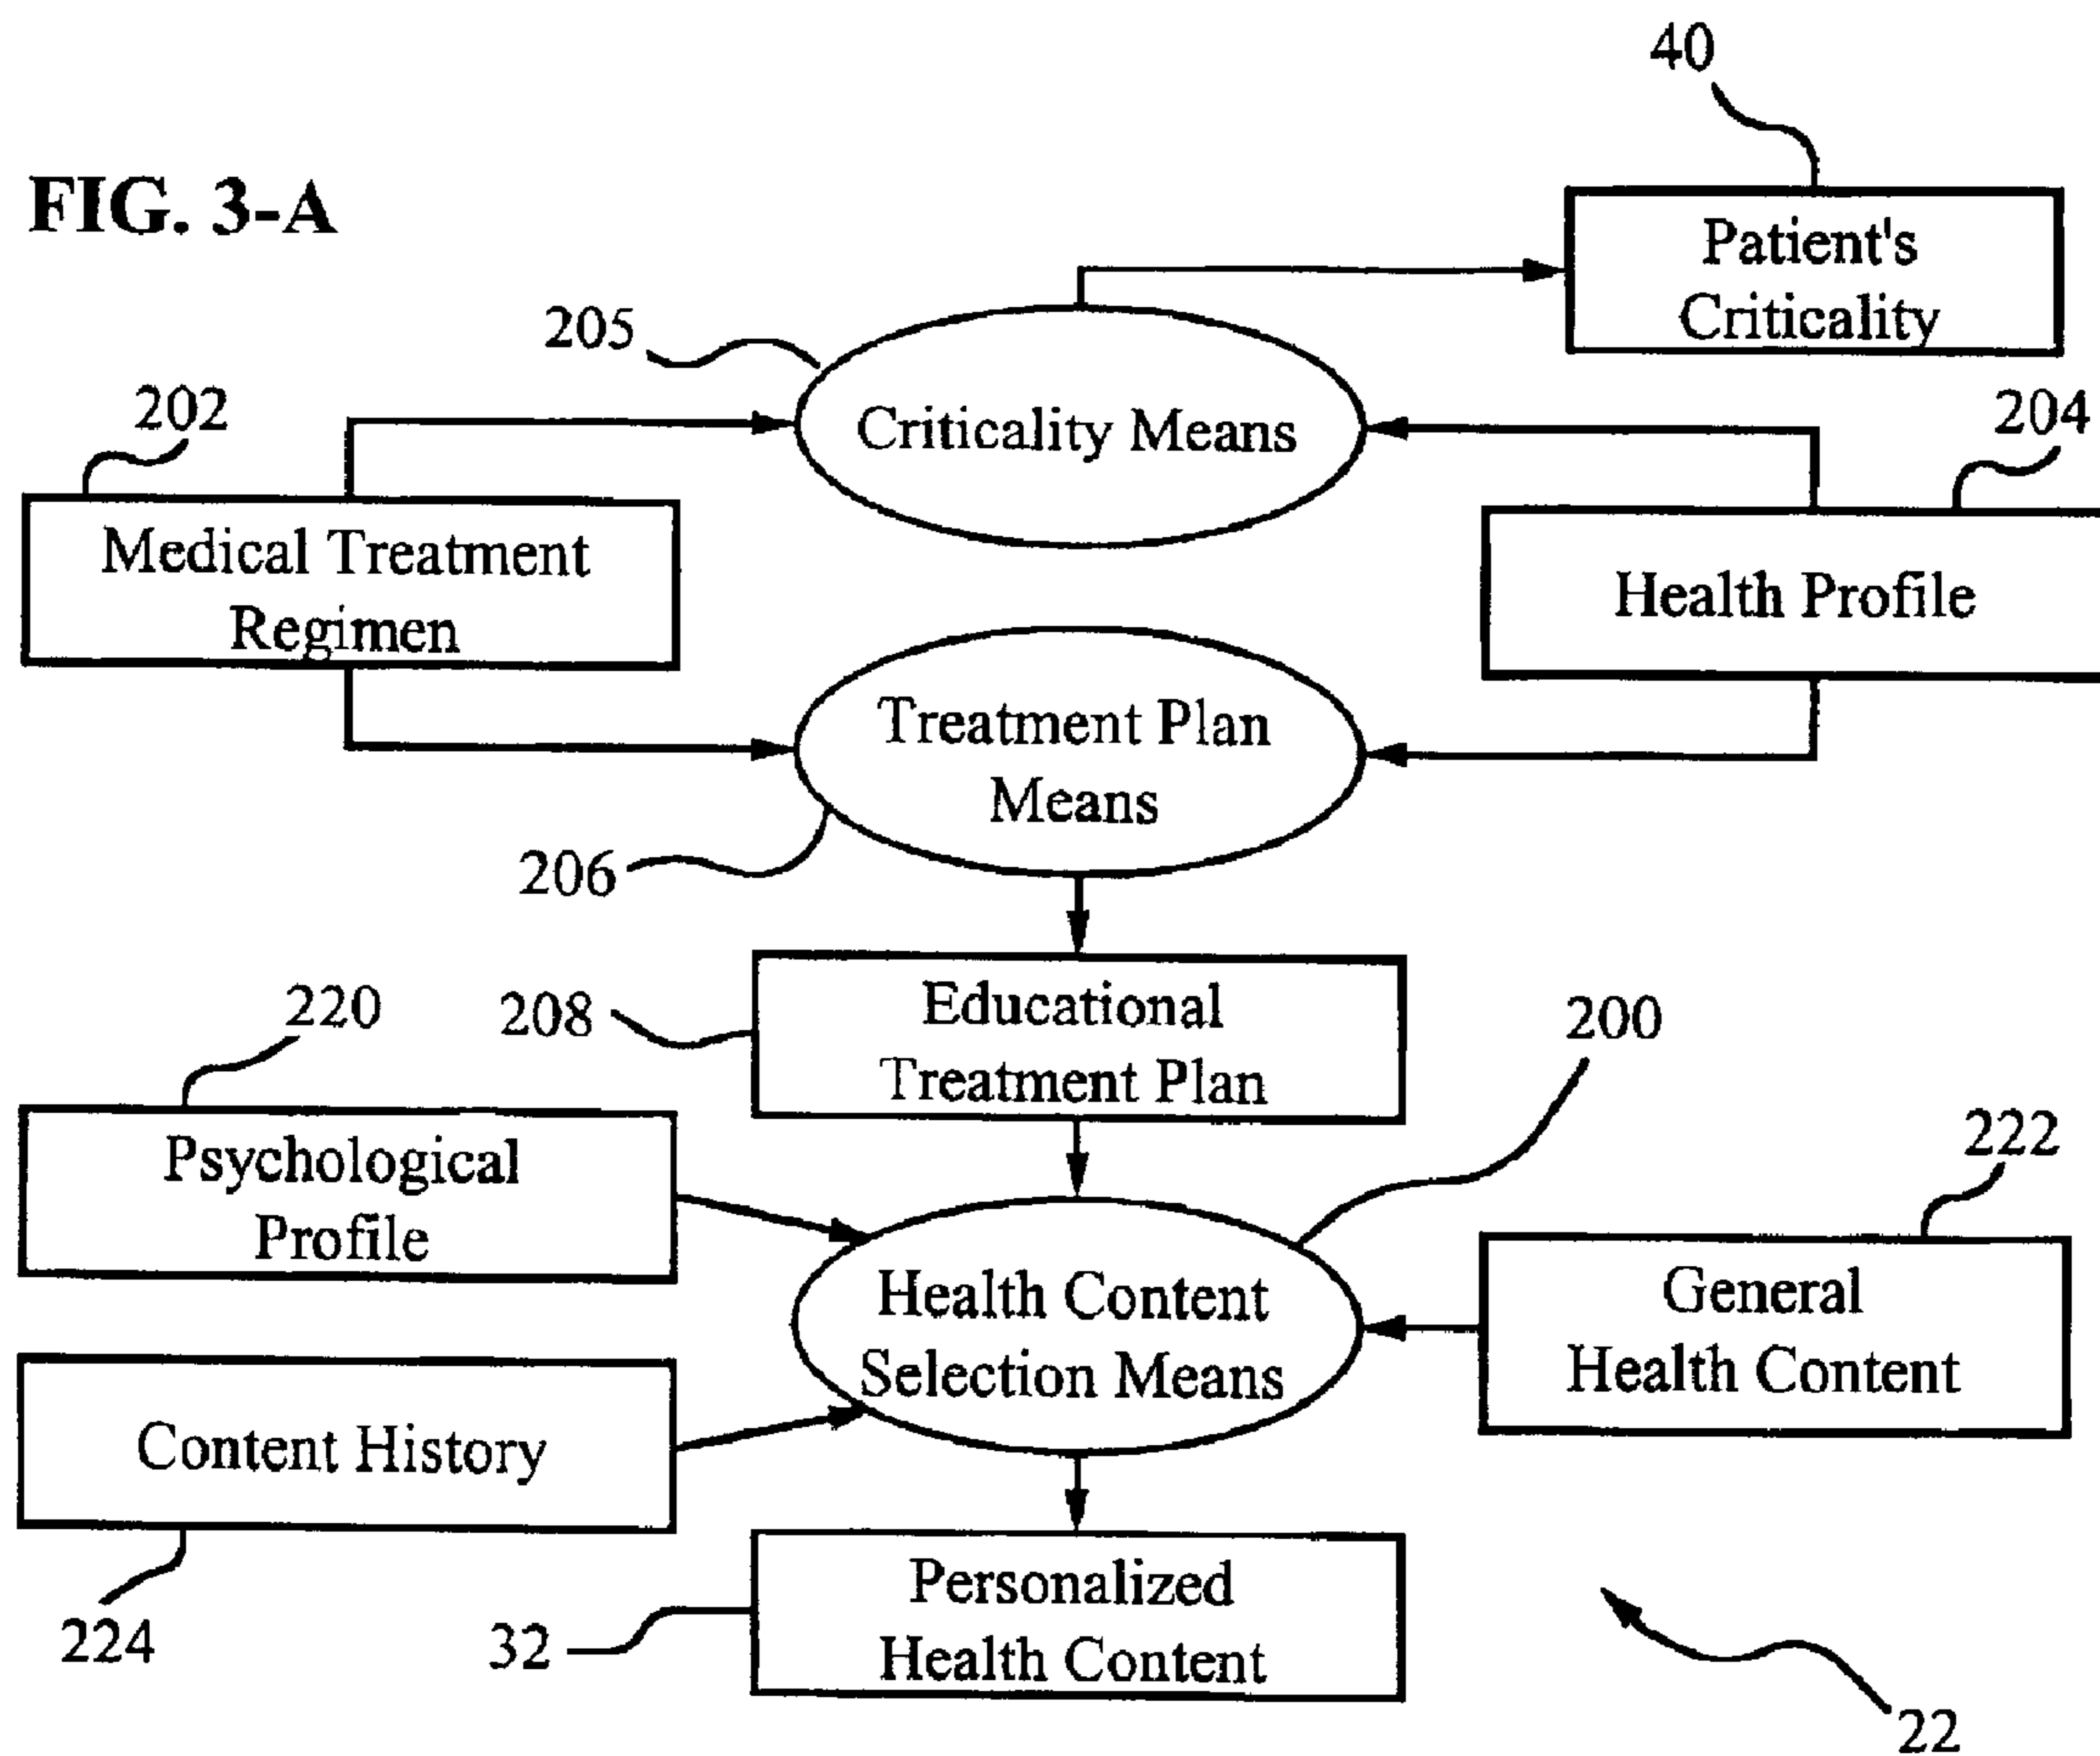 40
FIG. 3-A
Patient's
Criticality
205
Criticality Means
202
204
Medical Treatment
Regimen
Health Profile
Treatment Plan
Means
206
Educational
Treatment Plan
220
208
200
Psychological
Profile
222
Health Content
Selection Means
General
Health Content
Content History
224
Personalized
Health Content
32
22